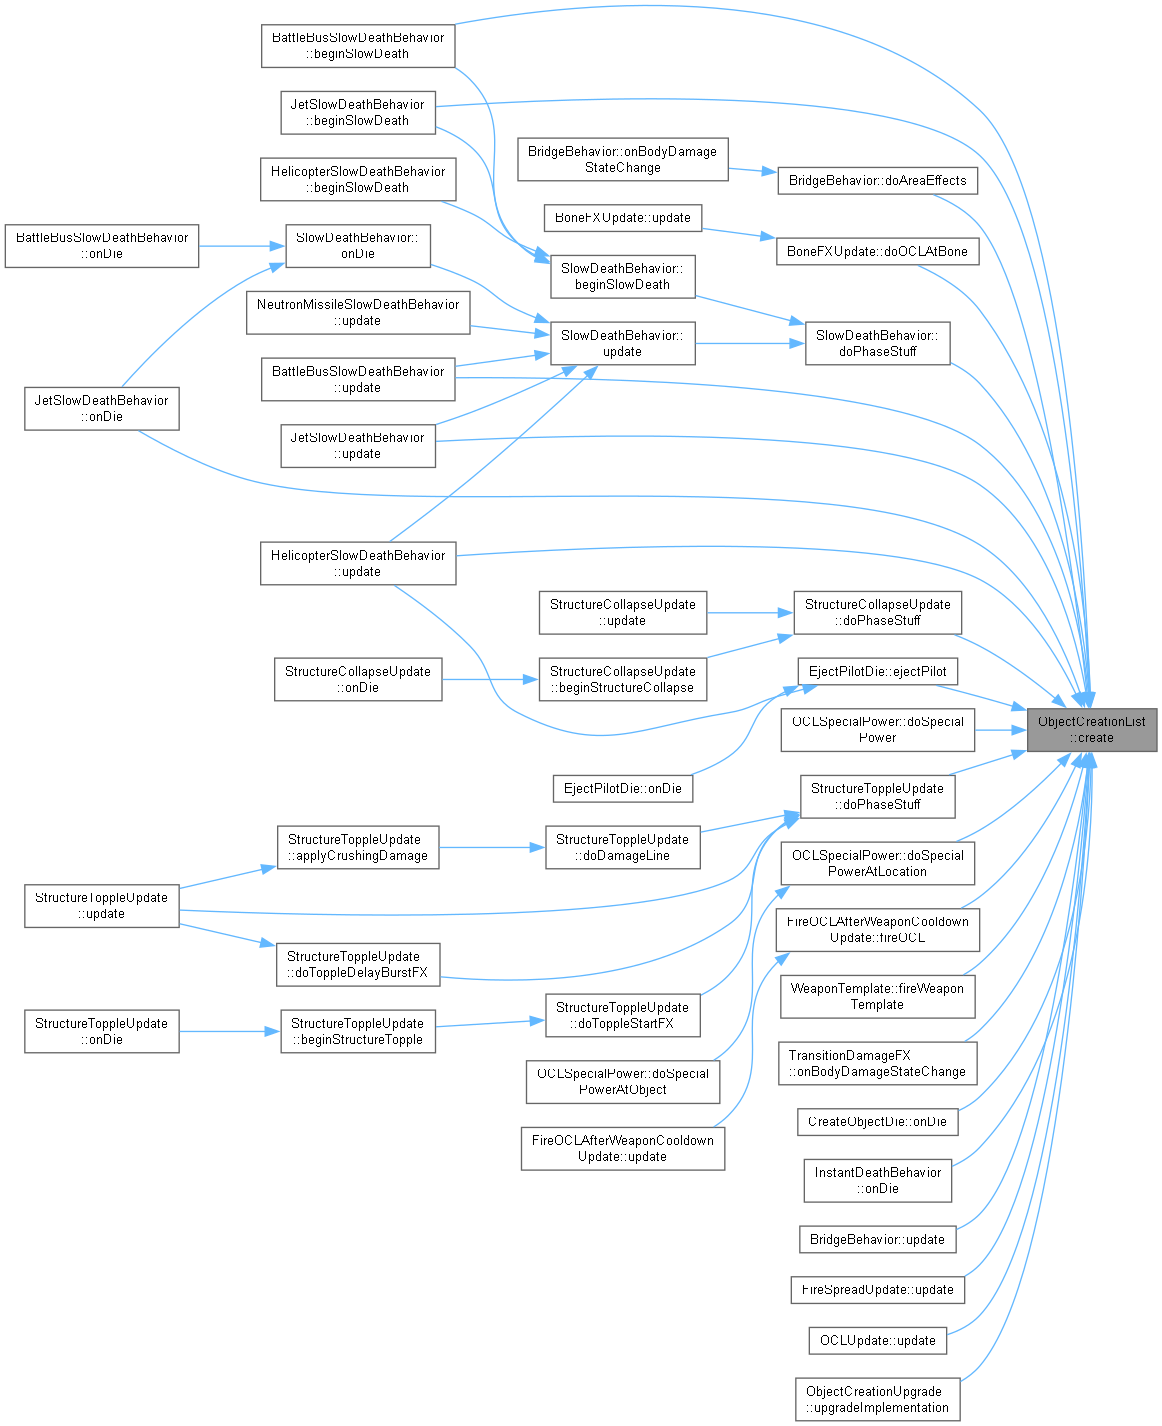 BattleBusSlowDeathBehavior
::beginSlowDeath
JetSlowDeathBehavior
::beginSlowDeath
BridgeBehavior::onBodyDamage
StateChange
HelicopterSlowDeathBehavior
::beginSlowDeath
BridgeBehavior::doAreaEffects
BoneFXUpdate::update
BattleBusSlowDeathBehavior
::onDie
SlowDeathBehavior::
onDie
BoneFXUpdate::doOCLAtBone
SlowDeathBehavior::
beginSlowDeath
NeutronMissileSlowDeathBehavior
::update
SlowDeathBehavior::
update
SlowDeathBehavior::
doPhaseStuff
BattleBusSlowDeathBehavior
::update
JetSlowDeathBehavior
::onDie
JetSlowDeathBehavior
::update
HelicopterSlowDeathBehavior
::update
StructureCollapseUpdate
::update
StructureCollapseUpdate
::doPhaseStuff
StructureCollapseUpdate
::onDie
StructureCollapseUpdate
::beginStructureCollapse
EjectPilotDie::ejectPilot
OCLSpecialPower::doSpecial
Power
ObjectCreationList
::create
EjectPilotDie::onDie
StructureToppleUpdate
::doPhaseStuff
StructureToppleUpdate
::applyCrushingDamage
StructureToppleUpdate
::doDamageLine
OCLSpecialPower::doSpecial
PowerAtLocation
StructureToppleUpdate
::update
FireOCLAfterWeaponCooldown
Update::fireOCL
StructureToppleUpdate
::doToppleDelayBurstFX
WeaponTemplate::fireWeapon
Template
StructureToppleUpdate
::onDie
StructureToppleUpdate
::beginStructureTopple
StructureToppleUpdate
::doToppleStartFX
TransitionDamageFX
::onBodyDamageStateChange
OCLSpecialPower::doSpecial
PowerAtObject
CreateObjectDie::onDie
FireOCLAfterWeaponCooldown
Update::update
InstantDeathBehavior
::onDie
BridgeBehavior::update
FireSpreadUpdate::update
OCLUpdate::update
ObjectCreationUpgrade
::upgradeImplementation